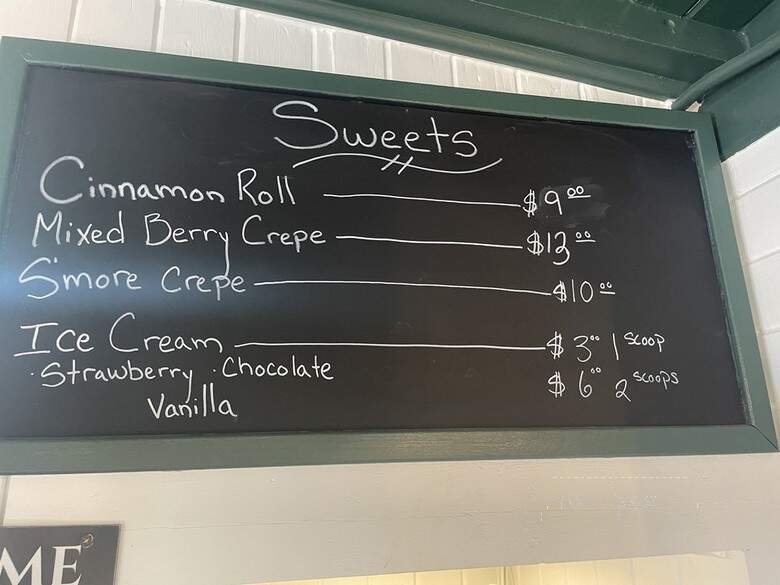 Sweets
Cinnamon Roll $9.00
Mixed Berry Crepe $13.00
S'more Crepe $10.00
Ice Cream $3.00 1 scoop
· Strawberry · Chocolate $6.00 2 scoops
Vanilla
ME